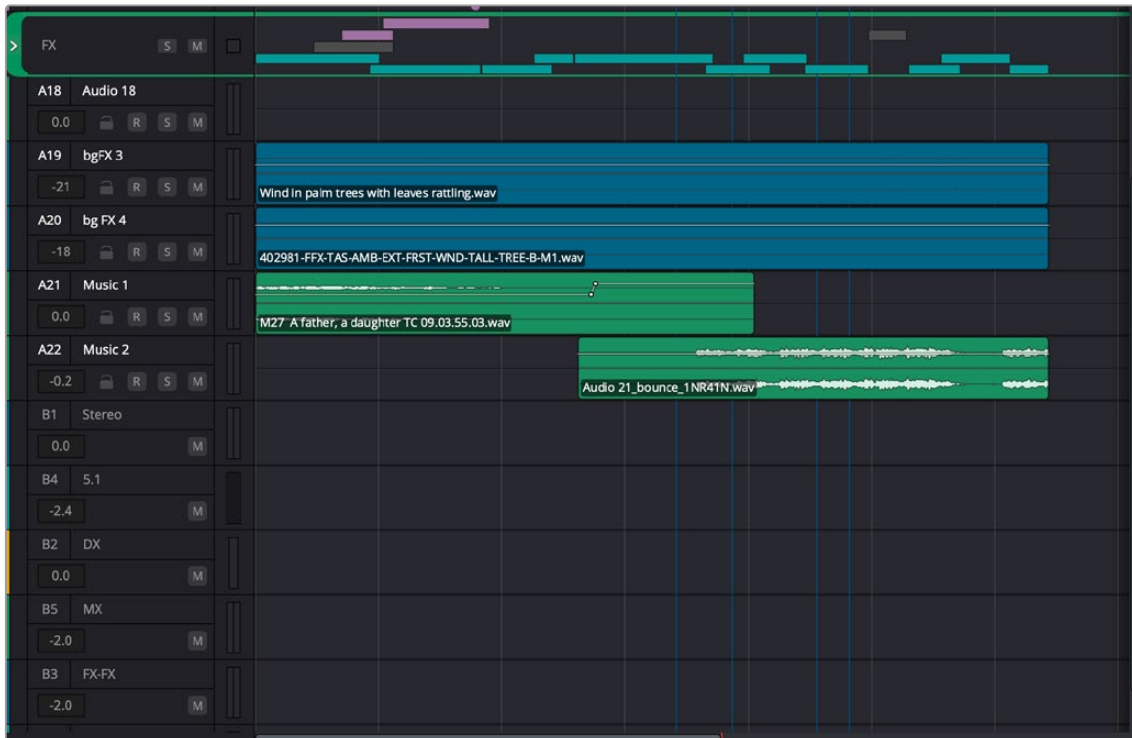 FX S M
A18 Audio 18
0.0 R S M
A19 bgFX 3
-21 R S M
Wind in palm trees with leaves rattling.wav
A20 bg FX 4
-18 R S M
402981-FFX-TAS-AMB-EXT-FRST-WND-TALL-TREE-B-M1.wav
A21 Music 1
0.0 R S M
M27 A father, a daughter TC 09.03.55.03.wav
A22 Music 2
-0.2 R S M
Audio 21_bounce_1NR41N.wav
B1 Stereo
0.0 M
B4 5.1
-2.4 M
B2 DX
0.0 M
B5 MX
-2.0 M
B3 FX-FX
-2.0 M